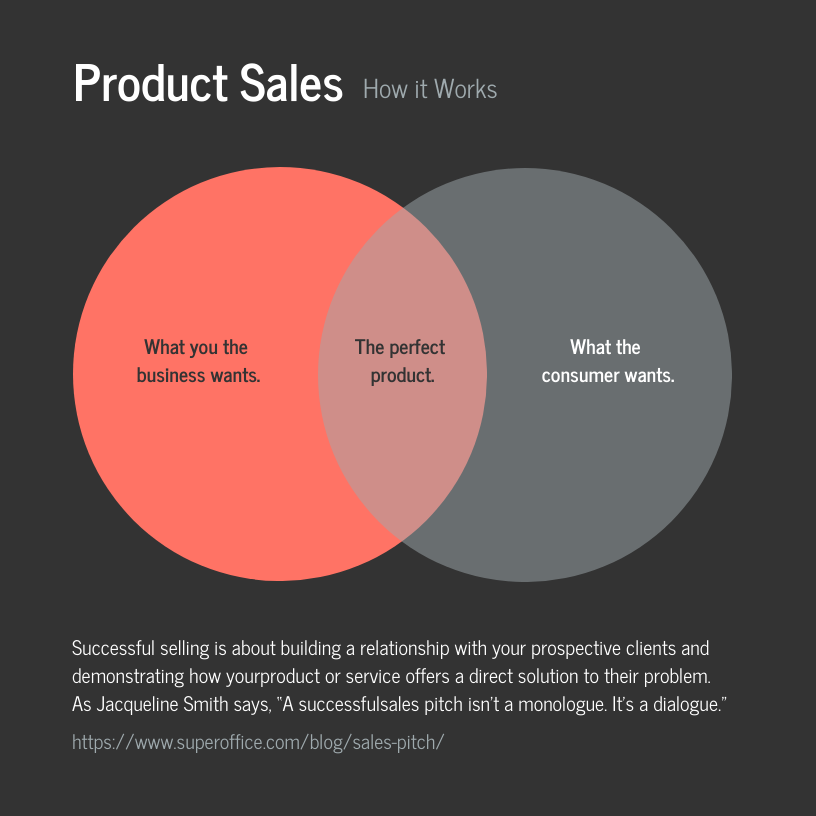 Product Sales How it Works
What you the
business wants.
The perfect
product.
What the
consumer wants.
Successful selling is about building a relationship with your prospective clients and
demonstrating how yourproduct or service offers a direct solution to their problem.
As Jacqueline Smith says, “A successfulsales pitch isn’t a monologue. It’s a dialogue.”
https://www.superoffice.com/blog/sales-pitch/